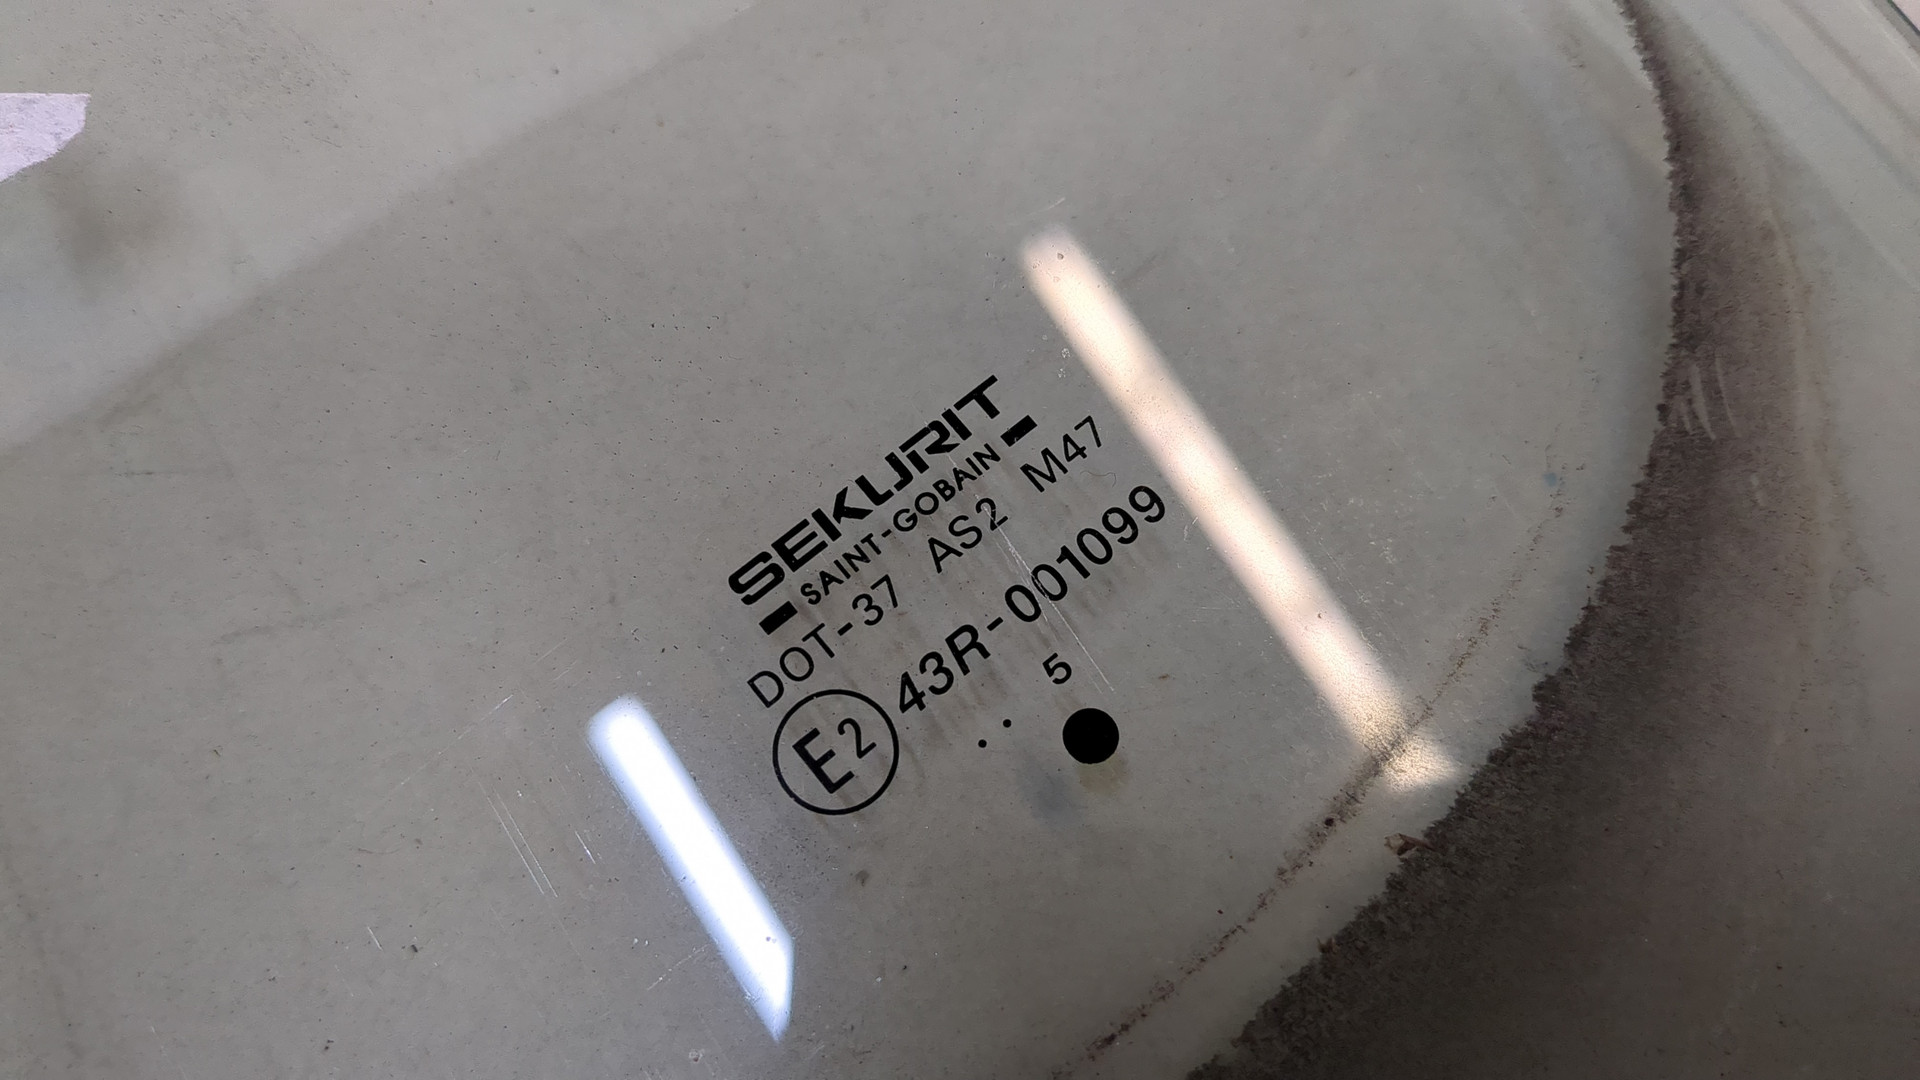 SEKURIT
SAINT-GOBAIN
DOT-37 AS2 M47
E2 43R-001099
5